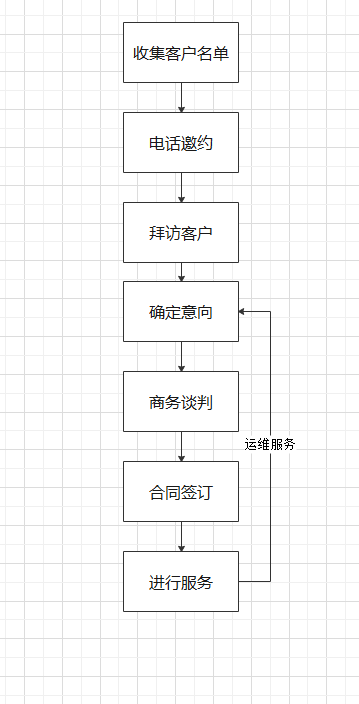 收集客户名单
电话邀约
拜访客户
确定意向
商务谈判
运维服务
合同签订
进行服务